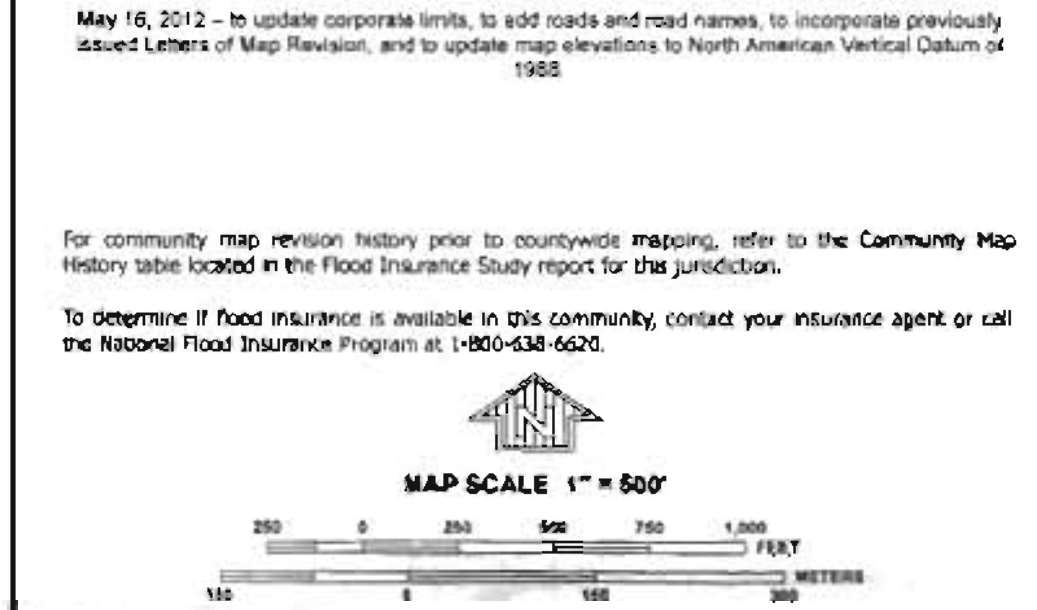 May 16, 2012 – to update corporate limits, to add roads and road names, to incorporate previously
issued Letters of Map Revision, and to update map elevations to North American Vertical Datum of
1988
For community map revision history prior to countywide mapping, refer to the Community Map
History table located in the Flood Insurance Study report for this jurisdiction.
To determine if flood insurance is available in this community, contact your insurance agent or call
the National Flood Insurance Program at 1-800-638-6620.
N
MAP SCALE 1" = 500'
250 0 250 500 750 1,000
FEET
METERS
150 0 150 300